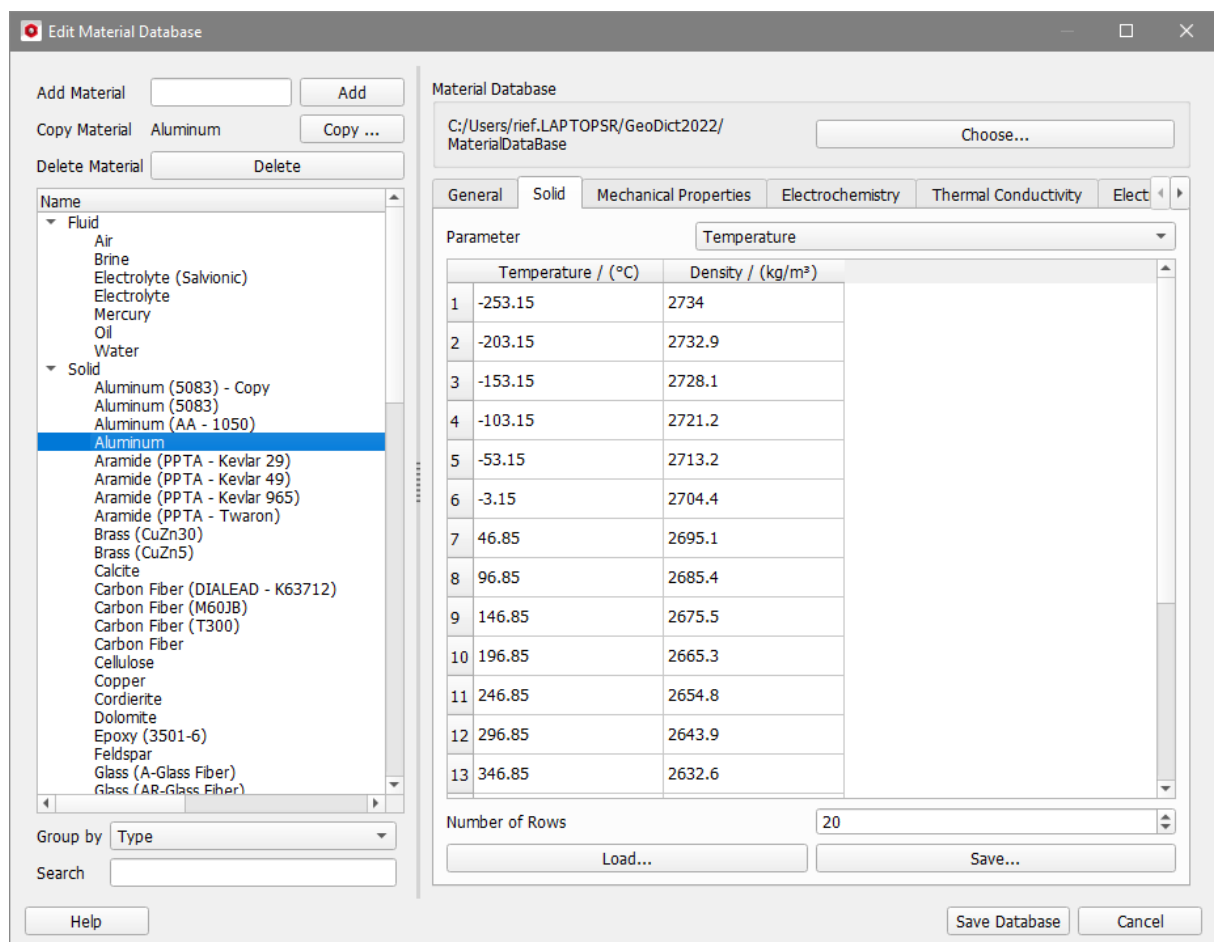 Edit Material Database
Add Material Add
Copy Material Aluminum Copy ...
Delete Material Delete
Name
Fluid
Air
Brine
Electrolyte (Salvionic)
Electrolyte
Mercury
Oil
Water
Solid
Aluminum (5083) - Copy
Aluminum (5083)
Aluminum (AA - 1050)
Aluminum
Aramide (PPTA - Kevlar 29)
Aramide (PPTA - Kevlar 49)
Aramide (PPTA - Kevlar 965)
Aramide (PPTA - Twaron)
Brass (CuZn30)
Brass (CuZn5)
Calcite
Carbon Fiber (DIALEAD - K63712)
Carbon Fiber (M60JB)
Carbon Fiber (T300)
Carbon Fiber
Cellulose
Copper
Cordierite
Dolomite
Epoxy (3501-6)
Feldspar
Glass (A-Glass Fiber)
Glass (AR-Glass Fiber)
Group by Type
Search
Help
Material Database
C:/Users/rief.LAPTOPSR/GeoDict2022/
MaterialDataBase
Choose...
General Solid Mechanical Properties Electrochemistry Thermal Conductivity Elect
Parameter Temperature
Temperature / (°C) Density / (kg/m³)
1 -253.15 2734
2 -203.15 2732.9
3 -153.15 2728.1
4 -103.15 2721.2
5 -53.15 2713.2
6 -3.15 2704.4
7 46.85 2695.1
8 96.85 2685.4
9 146.85 2675.5
10 196.85 2665.3
11 246.85 2654.8
12 296.85 2643.9
13 346.85 2632.6
Number of Rows 20
Load... Save...
Save Database Cancel